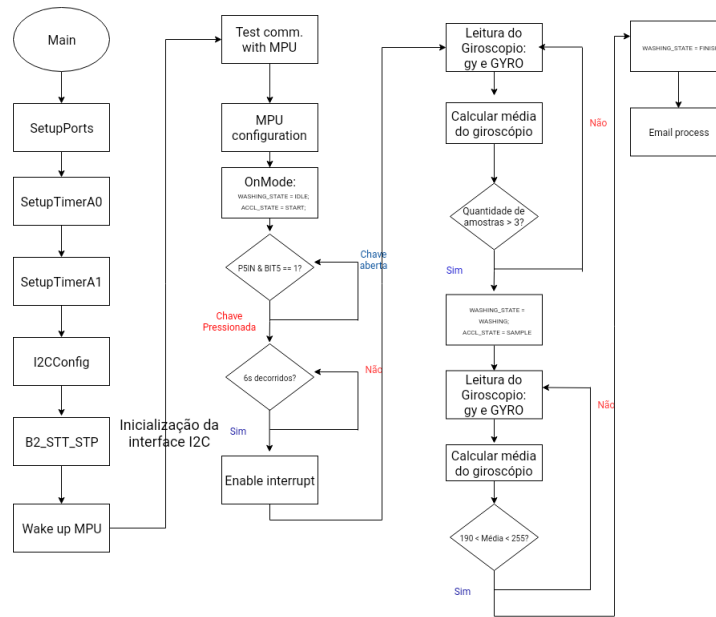 Main
SetupPorts
SetupTimerA0
SetupTimerA1
I2CConfig
B2_STT_STP
Wake up MPU
Inicialização da
interface I2C
Test comm.
with MPU
MPU
configuration
OnMode:
WASHING_STATE = IDLE;
ACCL_STATE = START;
P5IN & BIT5 == 1?
Chave
aberta
Chave
Pressionada
6s decorridos?
Não
Sim
Enable interrupt
Leitura do
Giroscopio:
gy e GYRO
Calcular média
do giroscópio
Não
Quantidade de
amostras > 3?
Sim
WASHING_STATE =
WASHING;
ACCL_STATE = SAMPLE
Leitura do
Giroscopio:
gy e GYRO
Não
Calcular média
do giroscópio
190 < Média < 255?
Sim
WASHING_STATE = FINISH
Email process